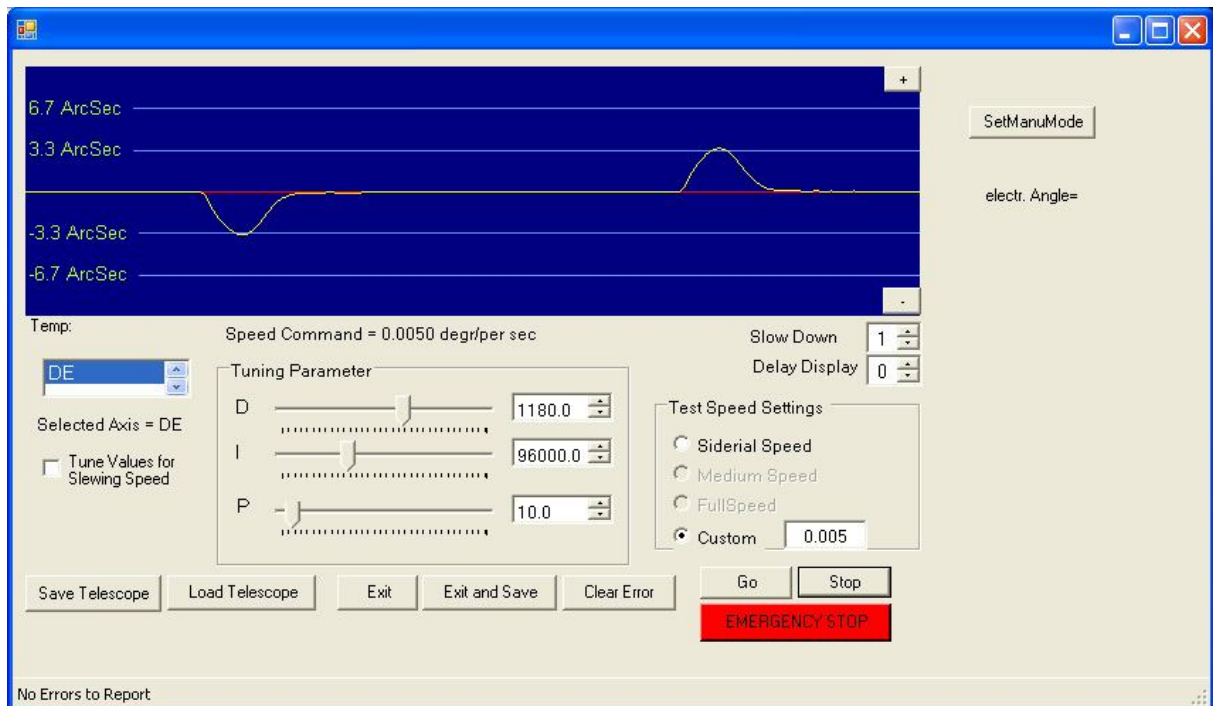 +
6.7 ArcSec
SetManuMode
3.3 ArcSec
electr. Angle=
-3.3 ArcSec
-6.7 ArcSec
-
Temp:
Speed Command = 0.0050 degr/per sec
Slow Down 1
Delay Display 0
DE
Selected Axis = DE
Tune Values for
Slewing Speed
Tuning Parameter
D 1180.0
I 96000.0
P 10.0
Test Speed Settings
Siderial Speed
Medium Speed
FullSpeed
Custom 0.005
Save Telescope
Load Telescope
Exit
Exit and Save
Clear Error
Go
Stop
EMERGENCY STOP
No Errors to Report